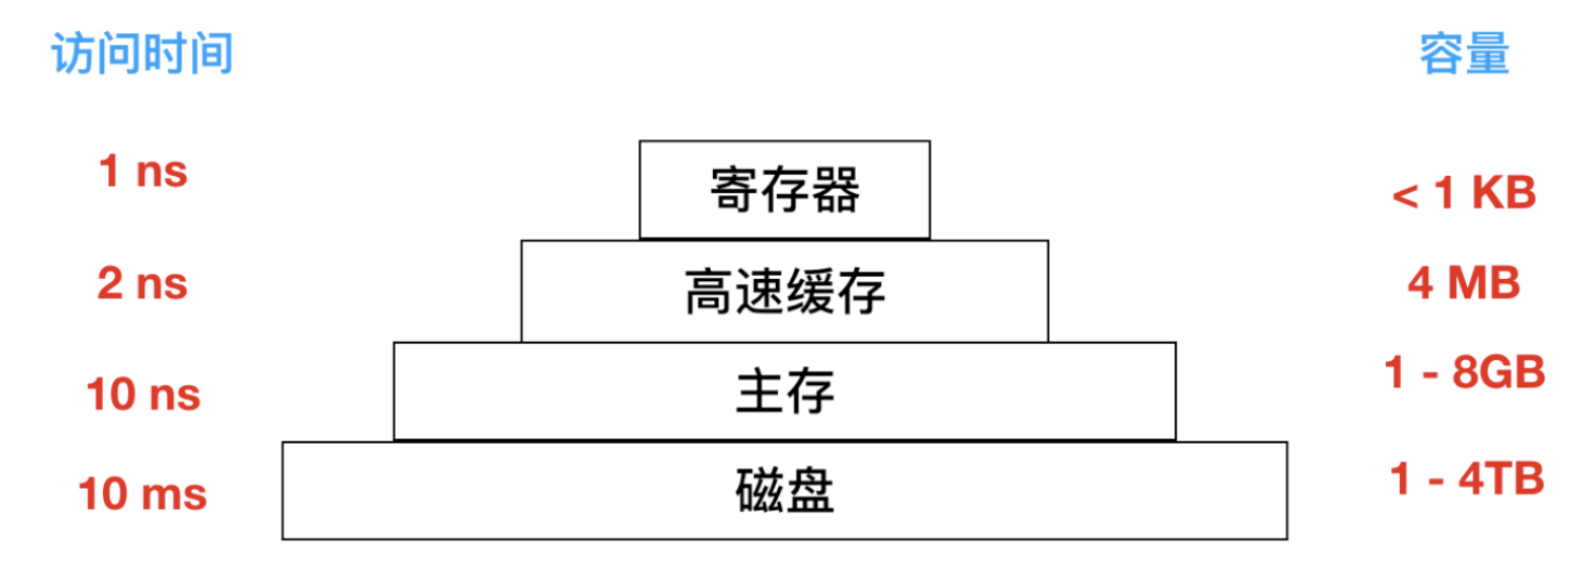 访问时间 容量
1 ns 寄存器 < 1 KB
2 ns 高速缓存 4 MB
10 ns 主存 1 - 8GB
10 ms 磁盘 1 - 4TB